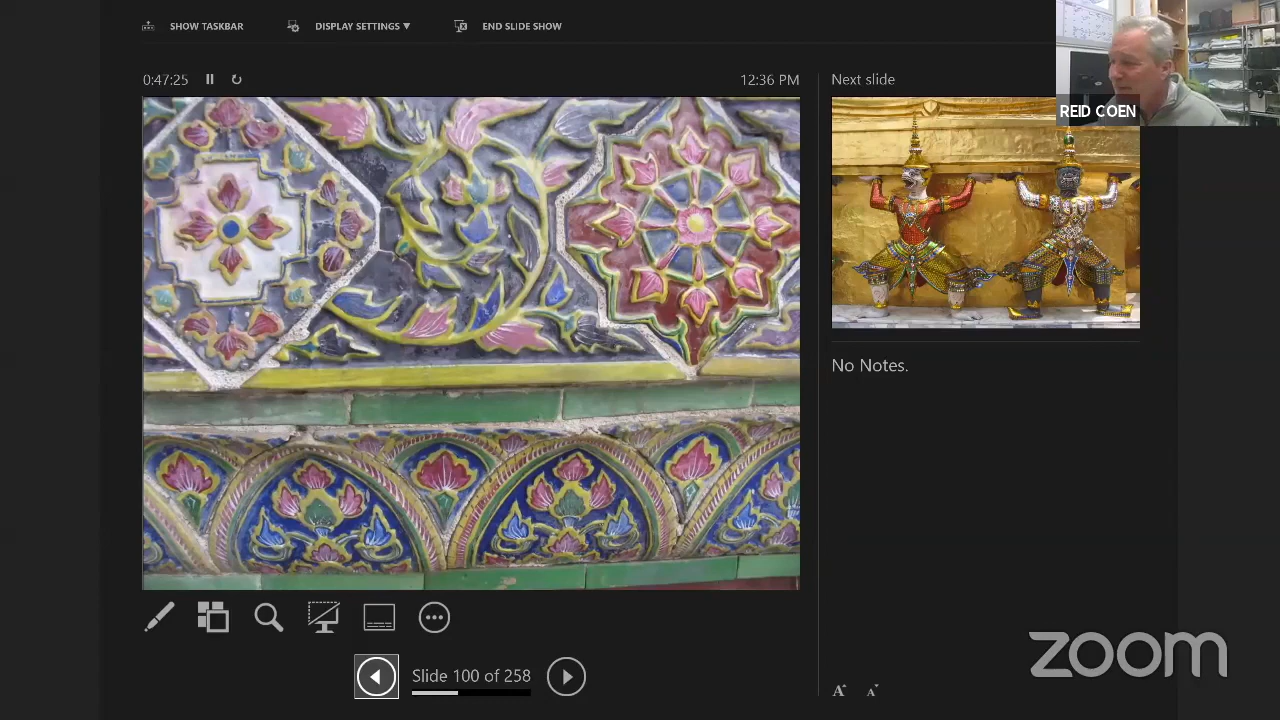 SHOW TASKBAR
DISPLAY SETTINGS
END SLIDE SHOW
0:47:25
12:36 PM
Next slide
REID COEN
No Notes.
Slide 100 of 258
A A
zoom